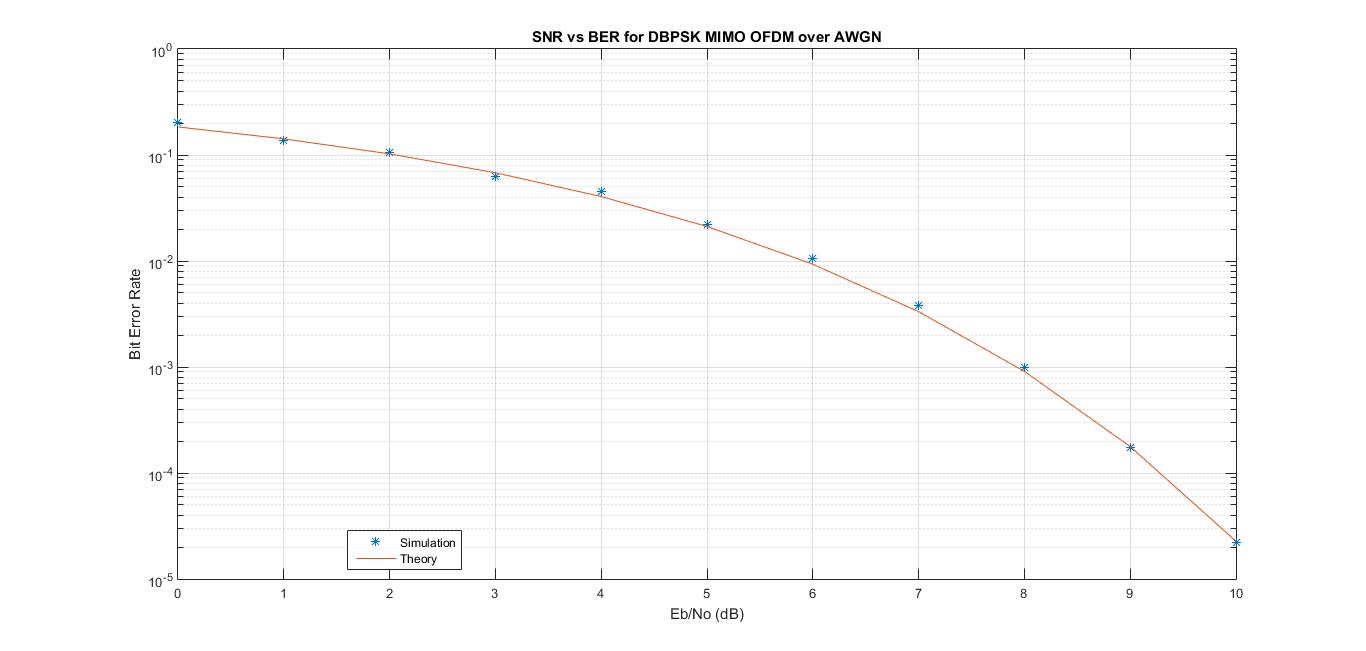 SNR vs BER for DBPSK MIMO OFDM over AWGN
10^0
10^-1
10^-2
10^-3
10^-4
10^-5
Bit Error Rate
Simulation
Theory
0 1 2 3 4 5 6 7 8 9 10
Eb/No (dB)